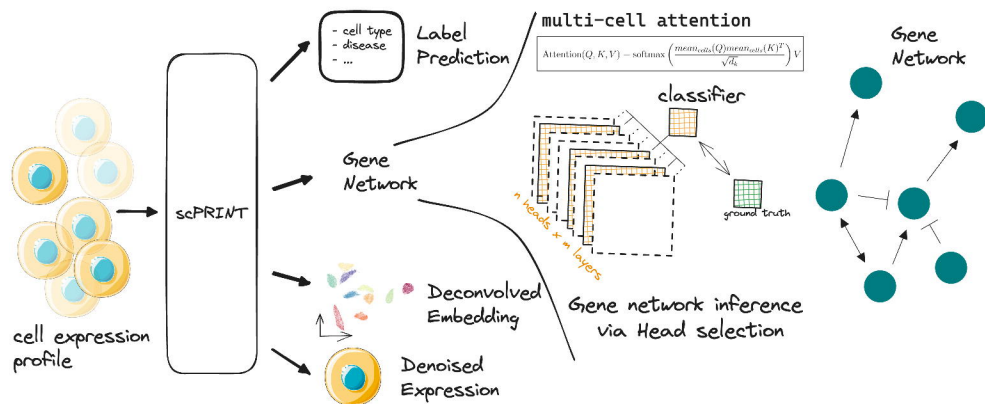 cell expression
profile
scPRINT
- cell type
- disease
- ...
Label
Prediction
Gene
Network
Deconvolved
Embedding
Denoised
Expression
multi-cell attention
Attention(Q, K, V) = softmax(mean_cells(Q)mean_cells(K)^T / √d_k) V
classifier
ground truth
n heads x m layers
Gene network inference
via Head selection
Gene
Network